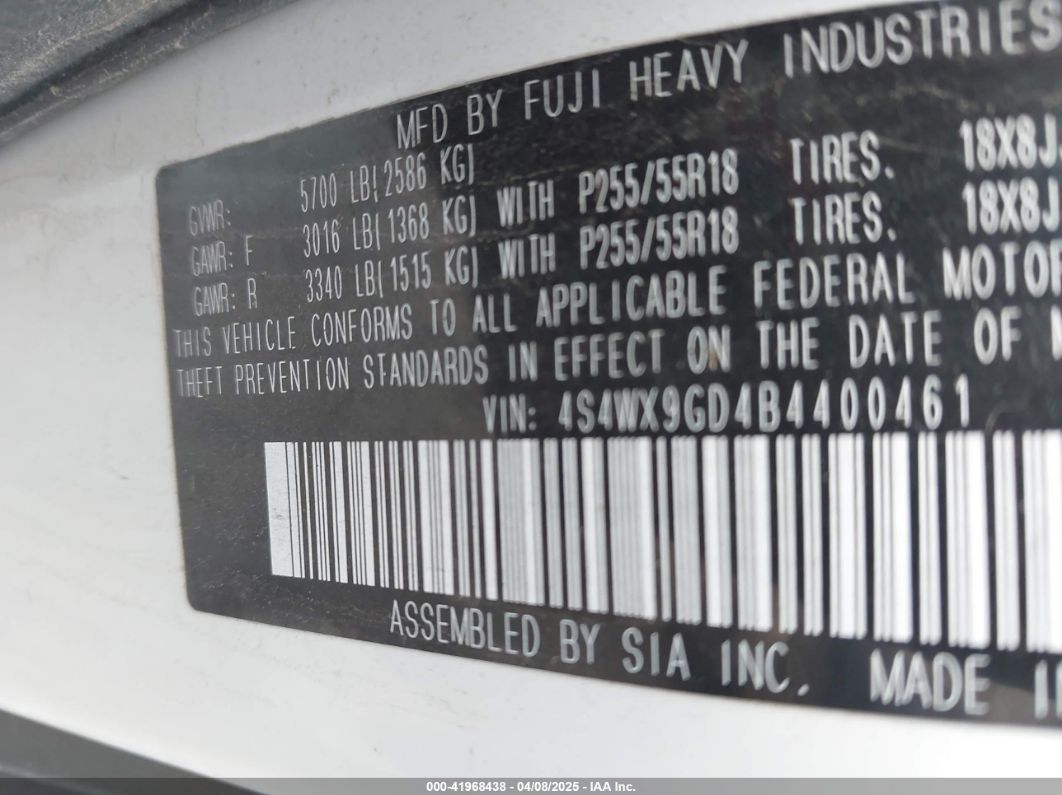 MFD BY FUJI HEAVY INDUSTRIES
GVWR: 5700 LB(2586 KG)
GAWR: F 3016 LB(1368 KG) WITH P255/55R18 TIRES. 18X8J
GAWR: R 3340 LB(1515 KG) WITH P255/55R18 TIRES. 18X8J
THIS VEHICLE CONFORMS TO ALL APPLICABLE FEDERAL MOTOR
THEFT PREVENTION STANDARDS IN EFFECT ON THE DATE OF
VIN: 4S4WX9GD4B4400461
ASSEMBLED BY SIA INC. MADE I
000-41968438 - 04/08/2025 - IAA Inc.